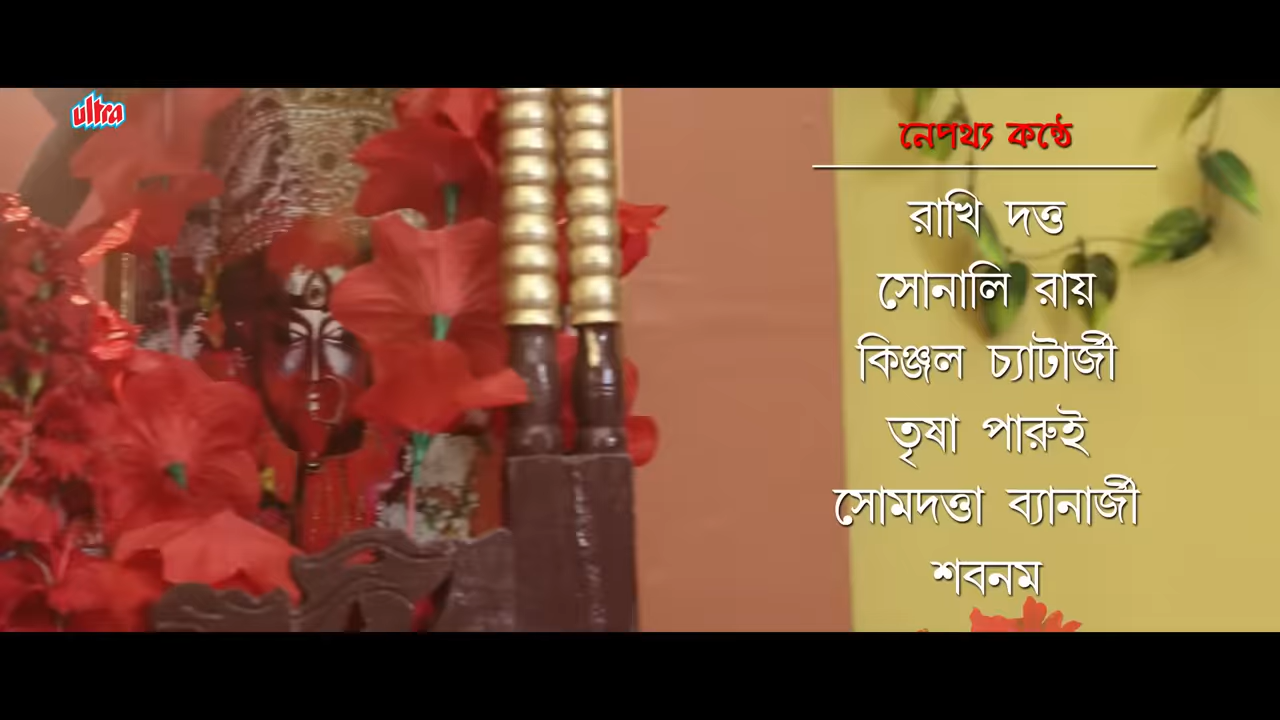 ultra
নেপথ্য কন্ঠে
রাখি দত্ত
সোনালি রায়
কিঞ্জল চ্যাটার্জী
তৃষা পারুই
সোমদত্তা ব্যানার্জী
শবনম